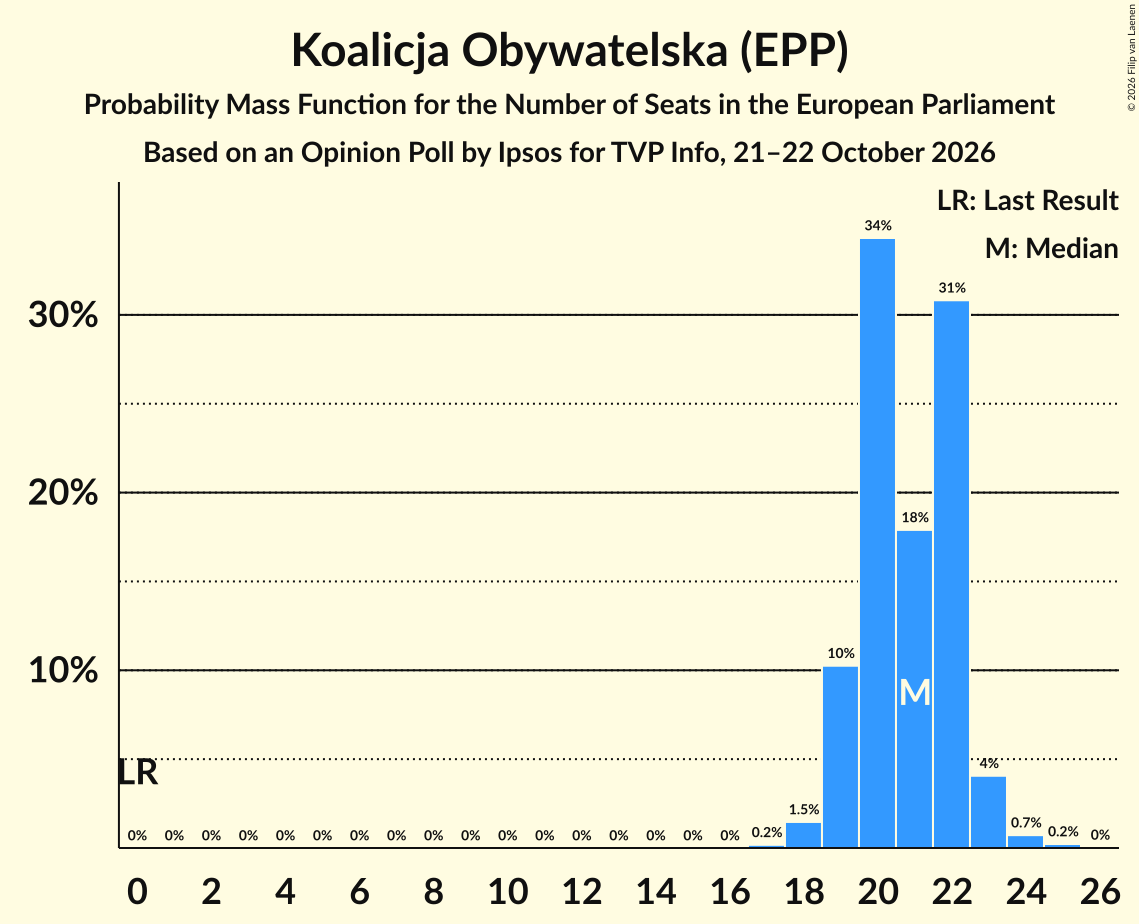 Koalicja Obywatelska (EPP)
Probability Mass Function for the Number of Seats in the European Parliament
Based on an Opinion Poll by Ipsos for TVP Info, 21–22 October 2026
© 2026 Filip van Laenen
LR: Last Result
M: Median
34%
31%
30%
20%
18%
10%
10%
M
LR
4%
1.5%
0% 0% 0% 0% 0% 0% 0% 0% 0% 0% 0% 0% 0% 0% 0% 0% 0% 0.2% 0.7% 0.2% 0%
0 2 4 6 8 10 12 14 16 18 20 22 24 26